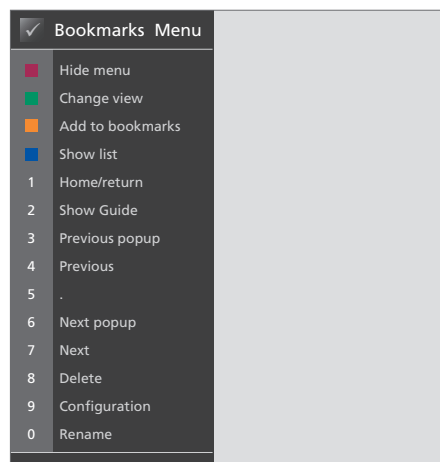 Bookmarks Menu
Hide menu
Change view
Add to bookmarks
Show list
1 Home/return
2 Show Guide
3 Previous popup
4 Previous
5 .
6 Next popup
7 Next
8 Delete
9 Configuration
0 Rename